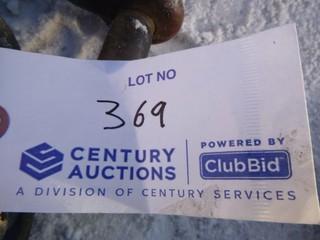 LOT NO
369
CENTURY AUCTIONS
POWERED BY
ClubBid
A DIVISION OF CENTURY SERVICES